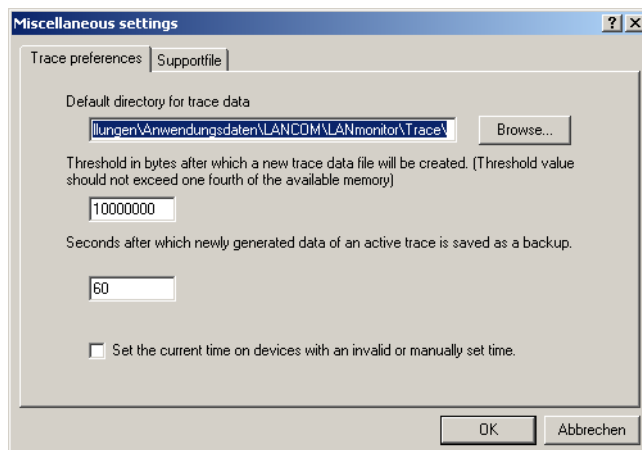 Miscellaneous settings
Trace preferences
Supportfile
Default directory for trace data
llungen\Anwendungsdaten\LANCOM\LANmonitor\Trace\
Browse...
Threshold in bytes after which a new trace data file will be created. (Threshold value
should not exceed one fourth of the available memory)
10000000
Seconds after which newly generated data of an active trace is saved as a backup.
60
Set the current time on devices with an invalid or manually set time.
OK
Abbrechen